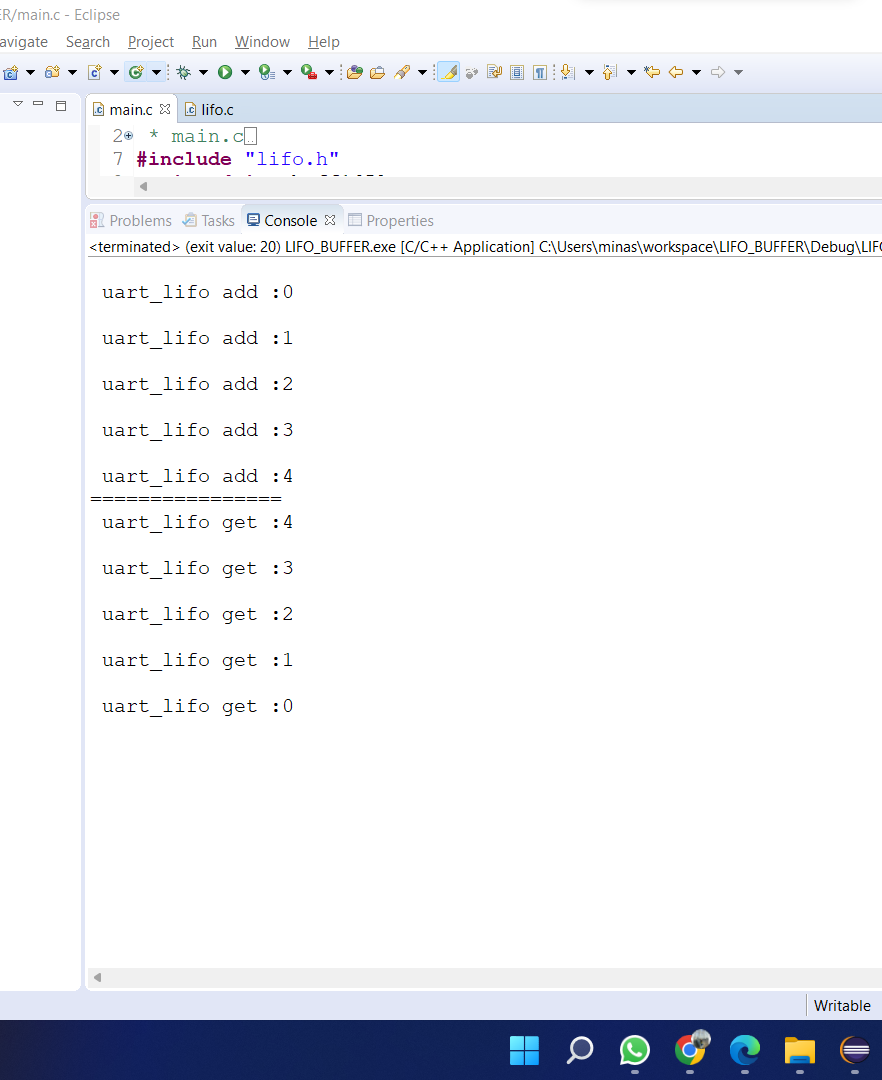 ER/main.c - Eclipse
avigate Search Project Run Window Help
main.c lifo.c
2 * main.c
7 #include "lifo.h"
Problems Tasks Console Properties
<terminated> (exit value: 20) LIFO_BUFFER.exe [C/C++ Application] C:\Users\minas\workspace\LIFO_BUFFER\Debug\LIFO
uart_lifo add :0
uart_lifo add :1
uart_lifo add :2
uart_lifo add :3
uart_lifo add :4
================
uart_lifo get :4
uart_lifo get :3
uart_lifo get :2
uart_lifo get :1
uart_lifo get :0
Writable